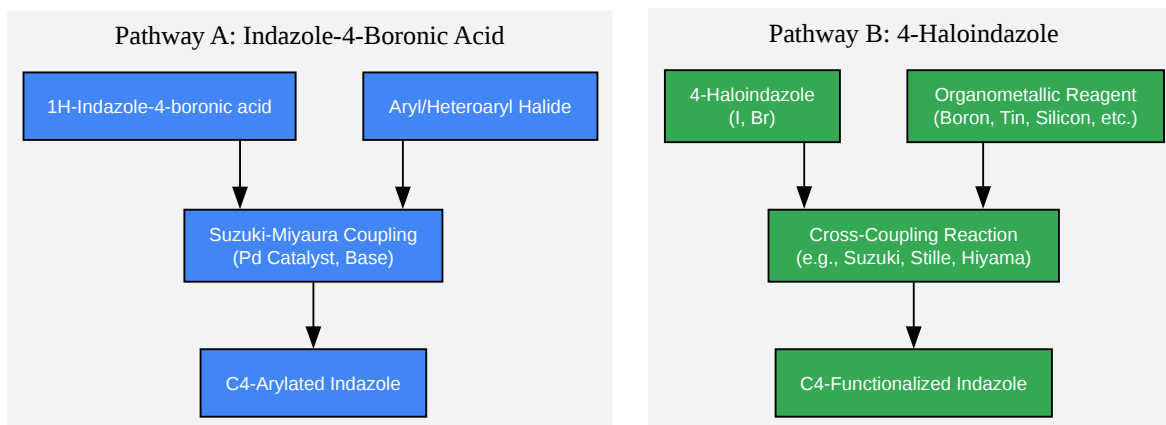 Pathway A: Indazole-4-Boronic Acid
1H-Indazole-4-boronic acid
Aryl/Heteroaryl Halide
Suzuki-Miyaura Coupling
(Pd Catalyst, Base)
C4-Arylated Indazole
Pathway B: 4-Haloindazole
4-Haloindazole
(I, Br)
Organometallic Reagent
(Boron, Tin, Silicon, etc.)
Cross-Coupling Reaction
(e.g., Suzuki, Stille, Hiyama)
C4-Functionalized Indazole